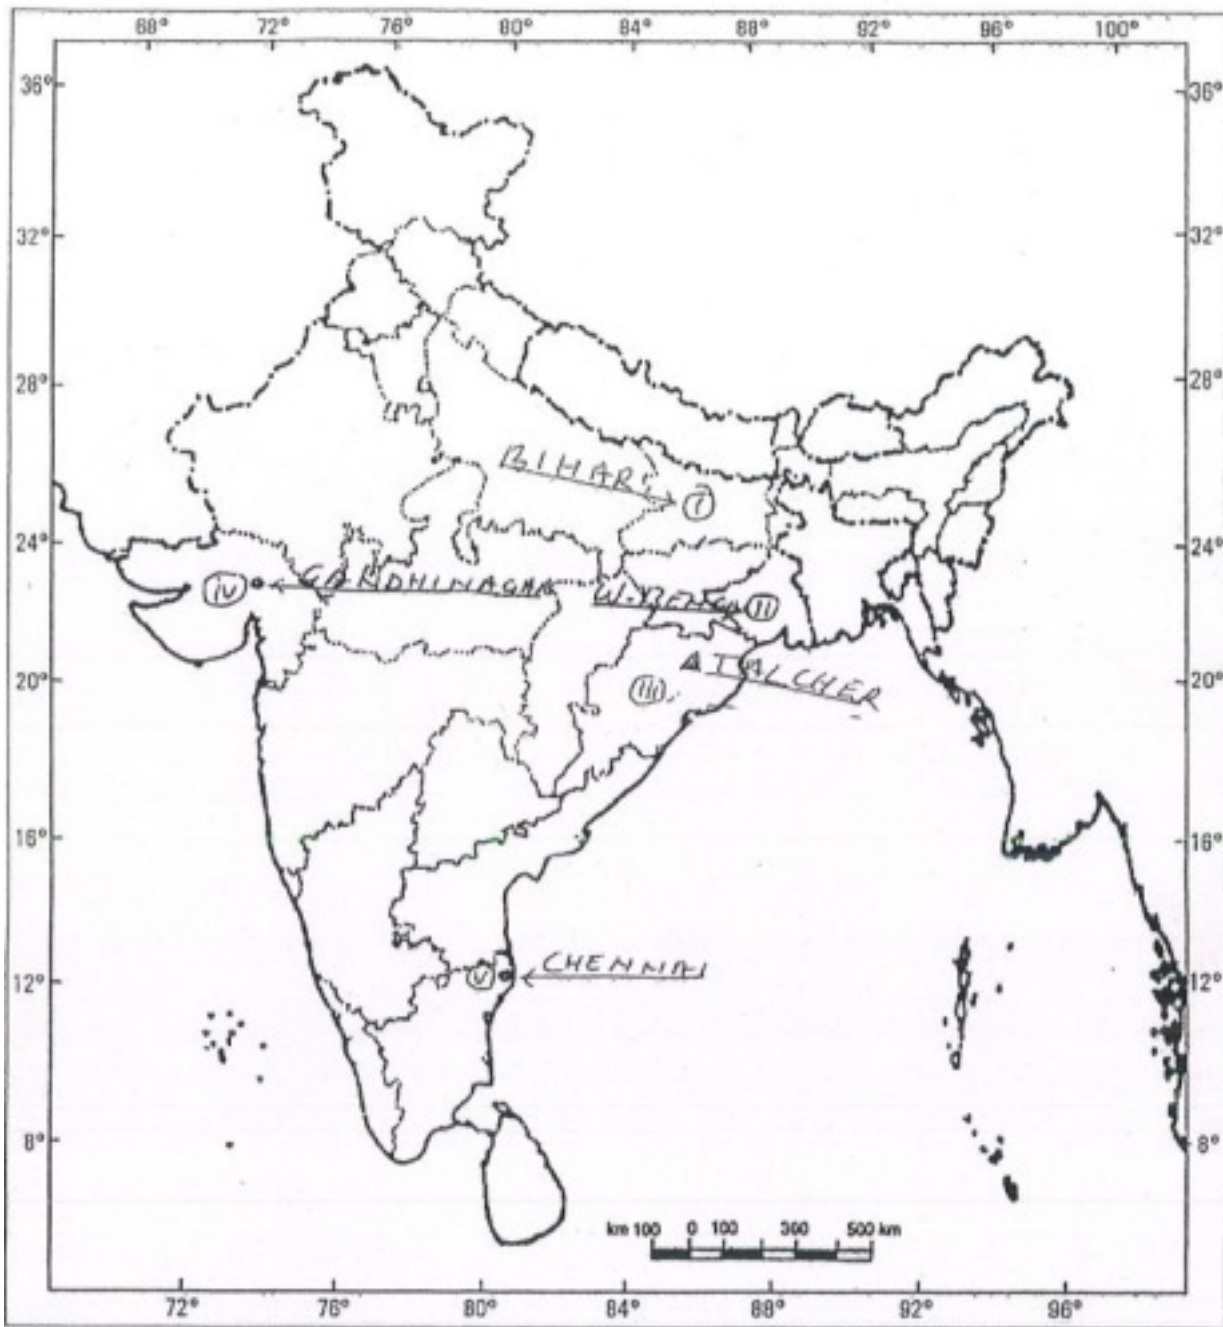 68° 72° 76° 80° 84° 88° 92° 96° 100°
36° 36°
32° 32°
28° 28°
BIHAR
(i)
24° 24°
(iv) GANDHINAGAR
W.BENGAL (ii)
20° A TALCHER 20°
(iii)
16° 16°
12° (v) CHENNAI 12°
8° 8°
km 100 0 100 300 500 km
72° 76° 80° 84° 88° 92° 96°